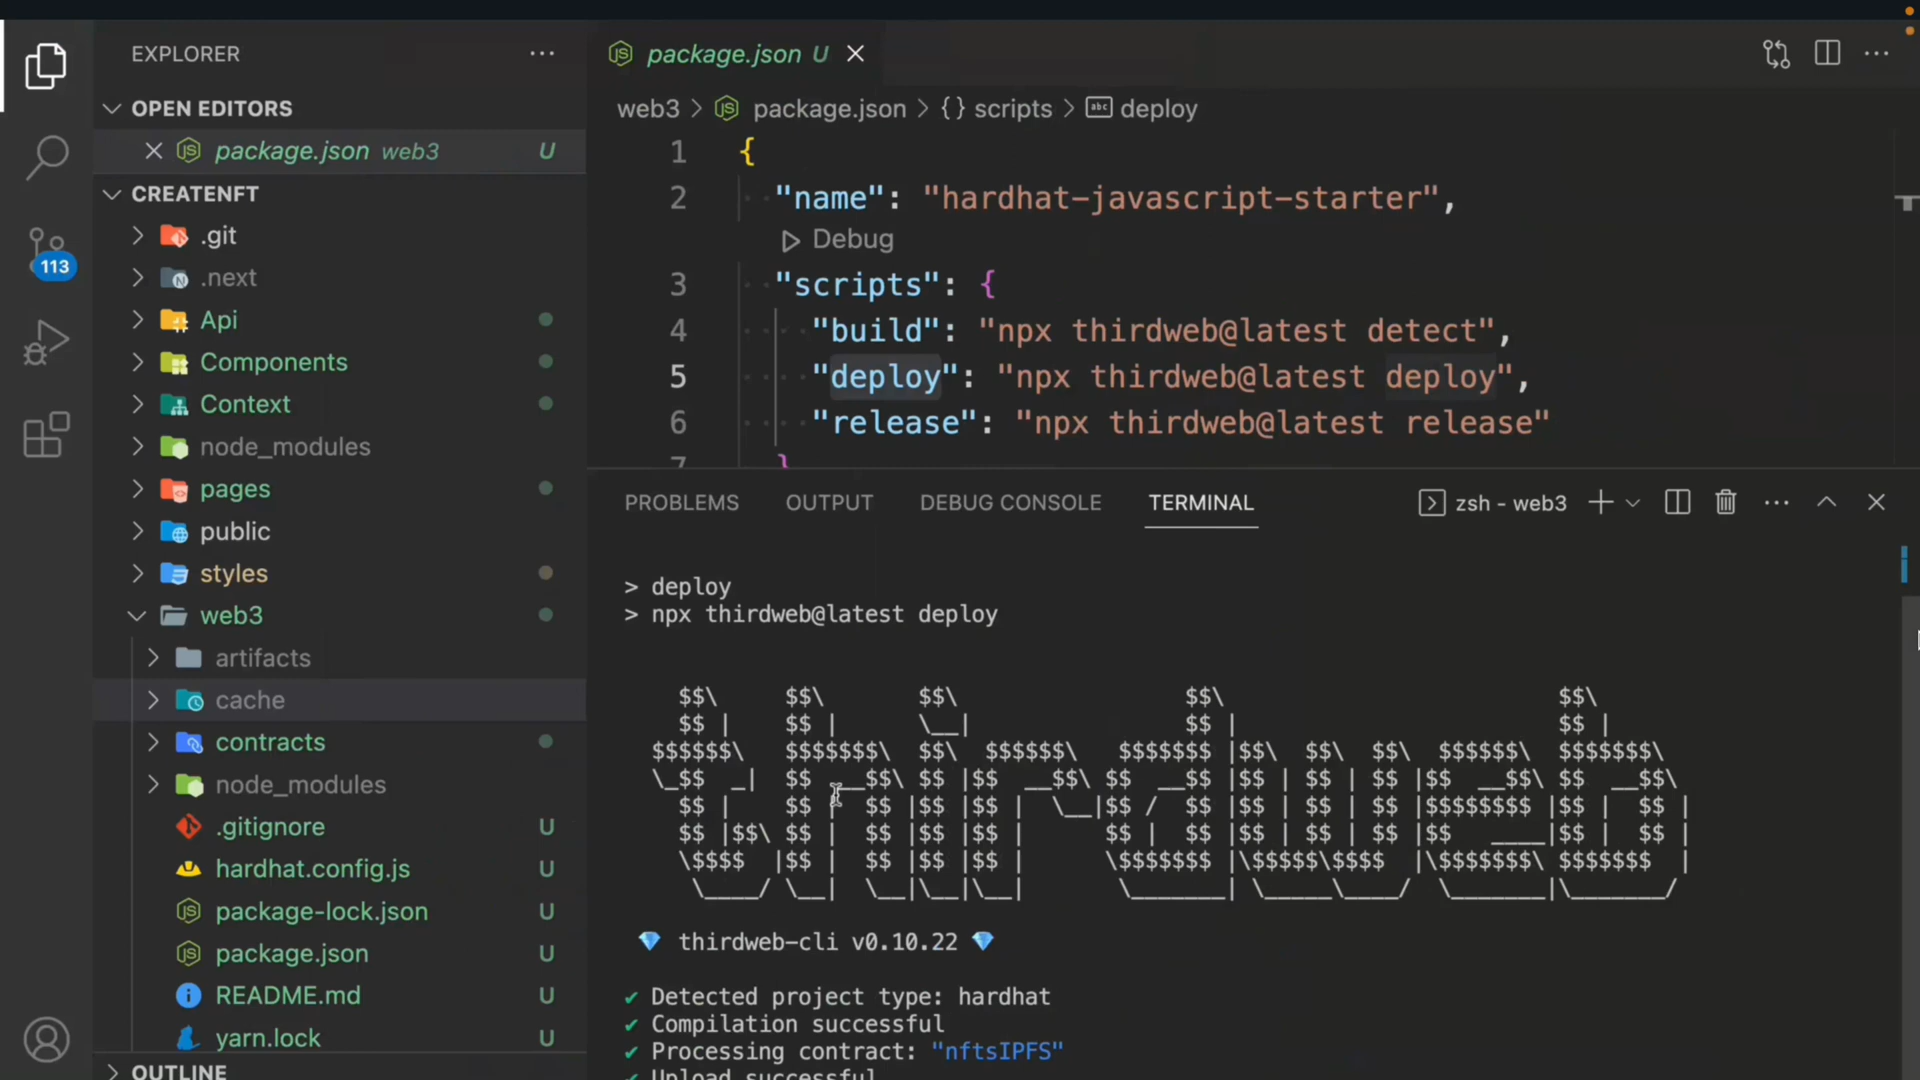 EXPLORER
OPEN EDITORS
package.json web3 U
CREATENFT
.git
.next
Api
Components
Context
node_modules
pages
public
styles
web3
artifacts
cache
contracts
node_modules
.gitignore U
hardhat.config.js U
package-lock.json U
package.json U
README.md U
yarn.lock U
OUTLINE
113
package.json U
web3 > package.json > {} scripts > abc deploy
1 {
2 "name": "hardhat-javascript-starter",
Debug
3 "scripts": {
4 "build": "npx thirdweb@latest detect",
5 "deploy": "npx thirdweb@latest deploy",
6 "release": "npx thirdweb@latest release"
7 }
PROBLEMS OUTPUT DEBUG CONSOLE TERMINAL zsh - web3
> deploy
> npx thirdweb@latest deploy
thirdweb
💎 thirdweb-cli v0.10.22 💎
✔ Detected project type: hardhat
✔ Compilation successful
✔ Processing contract: "nftsIPFS"
✔ Upload successful